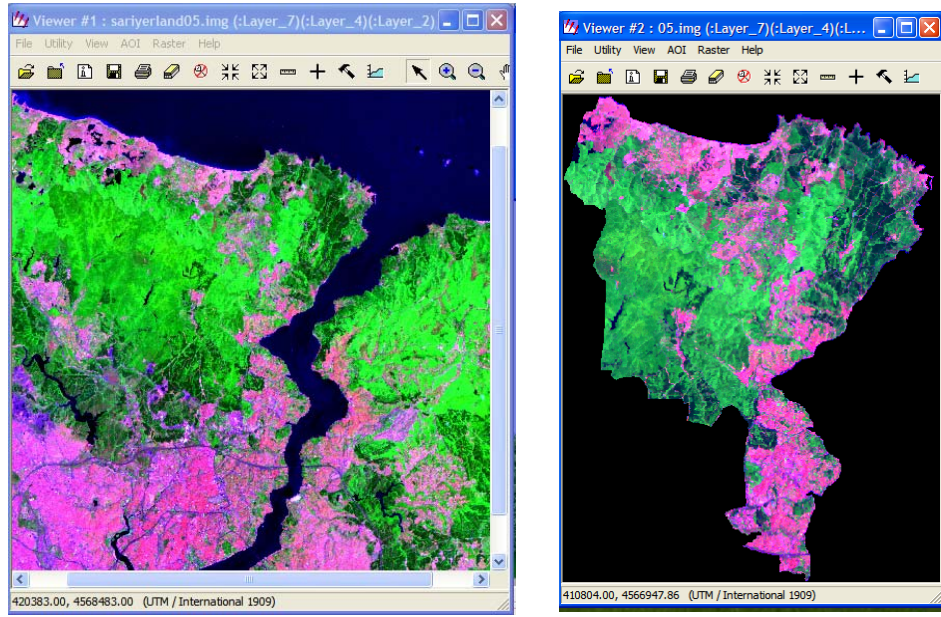 Viewer #1 : sariyerland05.img (:Layer_7)(:Layer_4)(:Layer_2)
File Utility View AOI Raster Help
420383.00, 4568483.00 (UTM / International 1909)
Viewer #2 : 05.img (:Layer_7)(:Layer_4)(:L...
File Utility View AOI Raster Help
410804.00, 4566947.86 (UTM / International 1909)